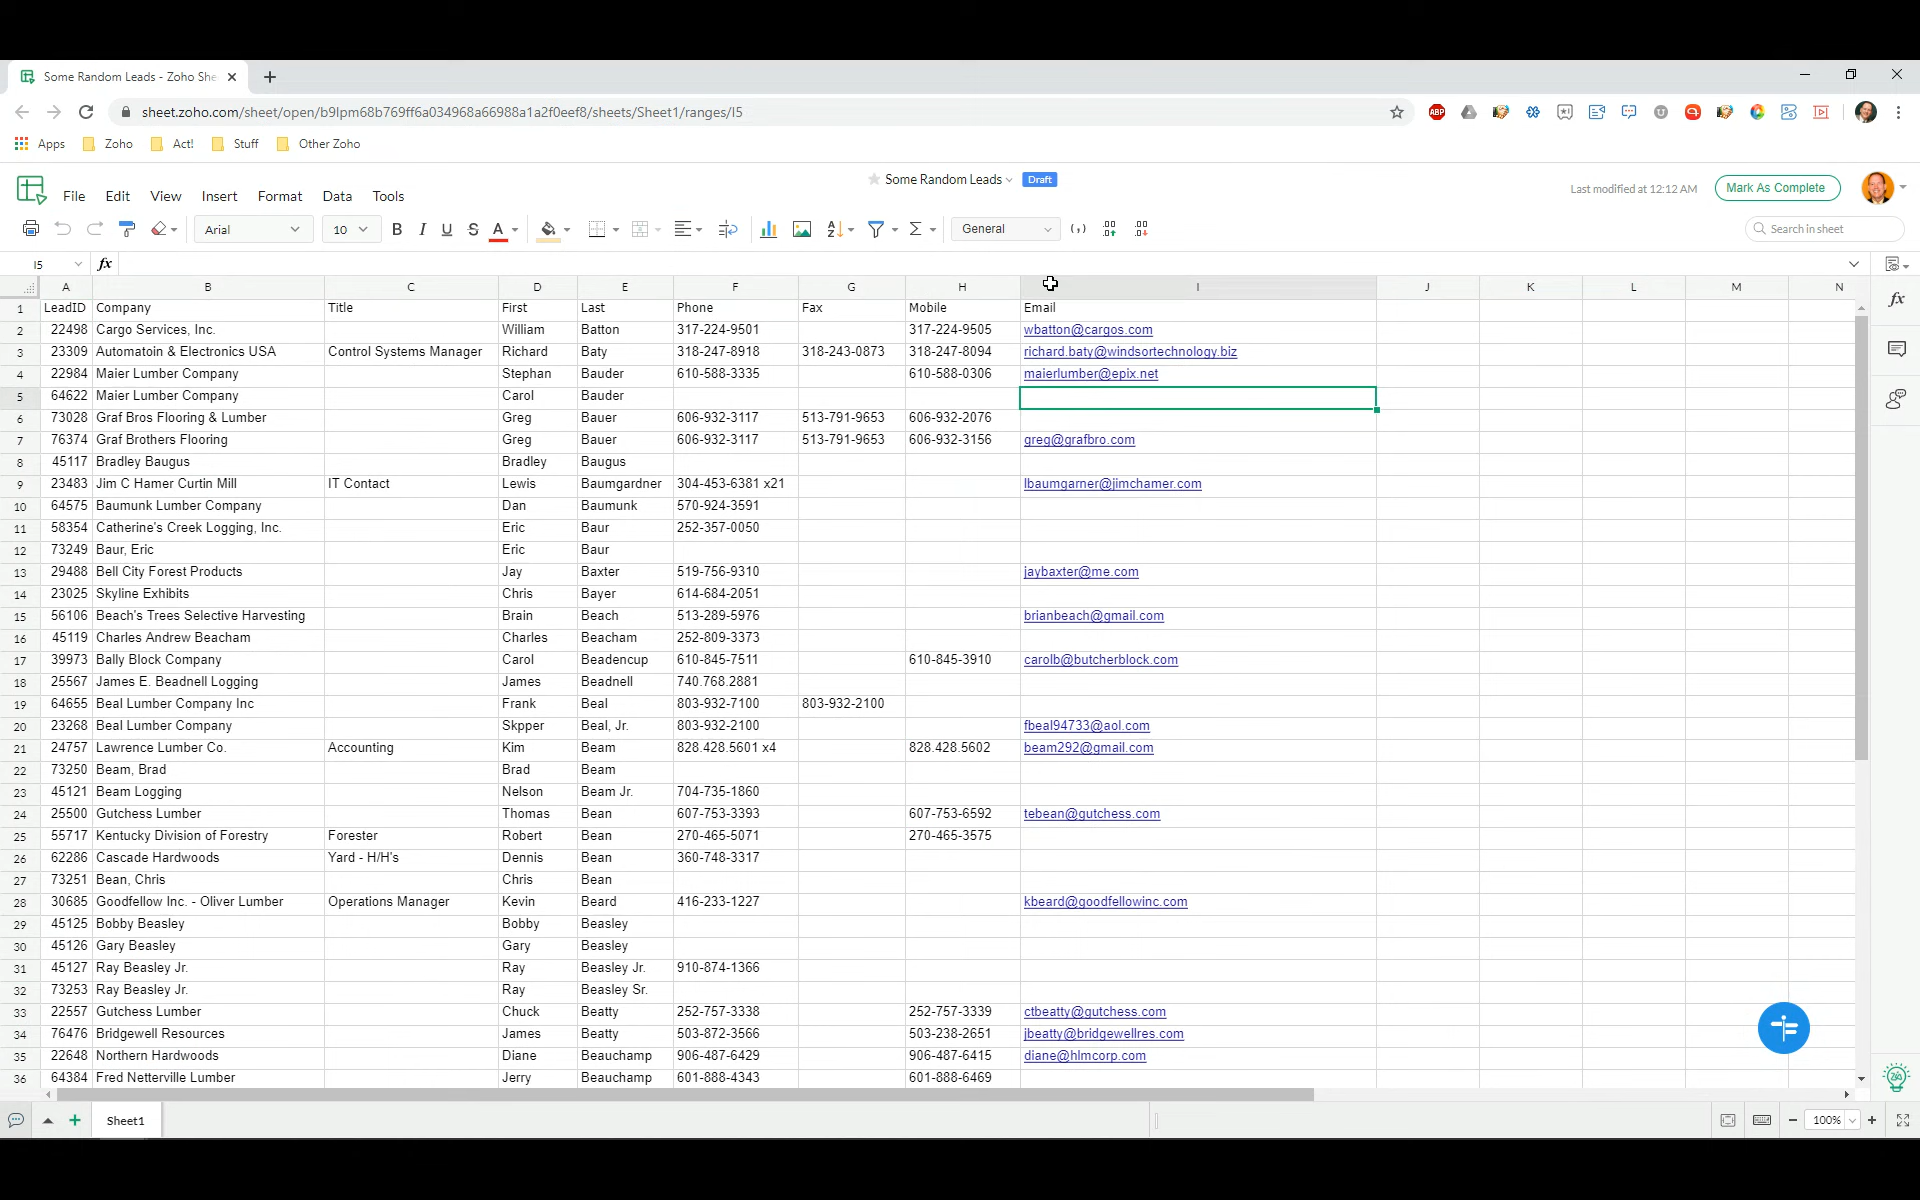 Some Random Leads - Zoho She
sheet.zoho.com/sheet/open/b9lpm68b769ff6a034968a66988a1a2f0eef8/sheets/Sheet1/ranges/I5
ABP
Apps Zoho Act! Stuff Other Zoho
Some Random Leads Draft
File Edit View Insert Format Data Tools
Last modified at 12:12 AM Mark As Complete
Arial 10 B I U S A General Search in sheet
I5 fx
A B C D E F G H I J K L M N
1 LeadID Company Title First Last Phone Fax Mobile Email
2 22498 Cargo Services, Inc. William Batton 317-224-9501 317-224-9505 wbatton@cargos.com
3 23309 Automatoin & Electronics USA Control Systems Manager Richard Baty 318-247-8918 318-243-0873 318-247-8094 richard.baty@windsortechnology.biz
4 22984 Maier Lumber Company Stephan Bauder 610-588-3335 610-588-0306 maierlumber@epix.net
5 64622 Maier Lumber Company Carol Bauder
6 73028 Graf Bros Flooring & Lumber Greg Bauer 606-932-3117 513-791-9653 606-932-2076
7 76374 Graf Brothers Flooring Greg Bauer 606-932-3117 513-791-9653 606-932-3156 greg@grafbro.com
8 45117 Bradley Baugus Bradley Baugus
9 23483 Jim C Hamer Curtin Mill IT Contact Lewis Baumgardner 304-453-6381 x21 lbaumgarner@jimchamer.com
10 64575 Baumunk Lumber Company Dan Baumunk 570-924-3591
11 58354 Catherine's Creek Logging, Inc. Eric Baur 252-357-0050
12 73249 Baur, Eric Eric Baur
13 29488 Bell City Forest Products Jay Baxter 519-756-9310 jaybaxter@me.com
14 23025 Skyline Exhibits Chris Bayer 614-684-2051
15 56106 Beach's Trees Selective Harvesting Brain Beach 513-289-5976 brianbeach@gmail.com
16 45119 Charles Andrew Beacham Charles Beacham 252-809-3373
17 39973 Bally Block Company Carol Beadencup 610-845-7511 610-845-3910 carolb@butcherblock.com
18 25567 James E. Beadnell Logging James Beadnell 740.768.2881
19 64655 Beal Lumber Company Inc Frank Beal 803-932-7100 803-932-2100
20 23268 Beal Lumber Company Skpper Beal, Jr. 803-932-2100 fbeal94733@aol.com
21 24757 Lawrence Lumber Co. Accounting Kim Beam 828.428.5601 x4 828.428.5602 beam292@gmail.com
22 73250 Beam, Brad Brad Beam
23 45121 Beam Logging Nelson Beam Jr. 704-735-1860
24 25500 Gutchess Lumber Thomas Bean 607-753-3393 607-753-6592 tebean@gutchess.com
25 55717 Kentucky Division of Forestry Forester Robert Bean 270-465-5071 270-465-3575
26 62286 Cascade Hardwoods Yard - H/H's Dennis Bean 360-748-3317
27 73251 Bean, Chris Chris Bean
28 30685 Goodfellow Inc. - Oliver Lumber Operations Manager Kevin Beard 416-233-1227 kbeard@goodfellowinc.com
29 45125 Bobby Beasley Bobby Beasley
30 45126 Gary Beasley Gary Beasley
31 45127 Ray Beasley Jr. Ray Beasley Jr. 910-874-1366
32 73253 Ray Beasley Jr. Ray Beasley Sr.
33 22557 Gutchess Lumber Chuck Beatty 252-757-3338 252-757-3339 ctbeatty@gutchess.com
34 76476 Bridgewell Resources James Beatty 503-872-3566 503-238-2651 jbeatty@bridgewellres.com
35 22648 Northern Hardwoods Diane Beauchamp 906-487-6429 906-487-6415 diane@hlmcorp.com
36 64384 Fred Netterville Lumber Jerry Beauchamp 601-888-4343 601-888-6469
Sheet1 100%